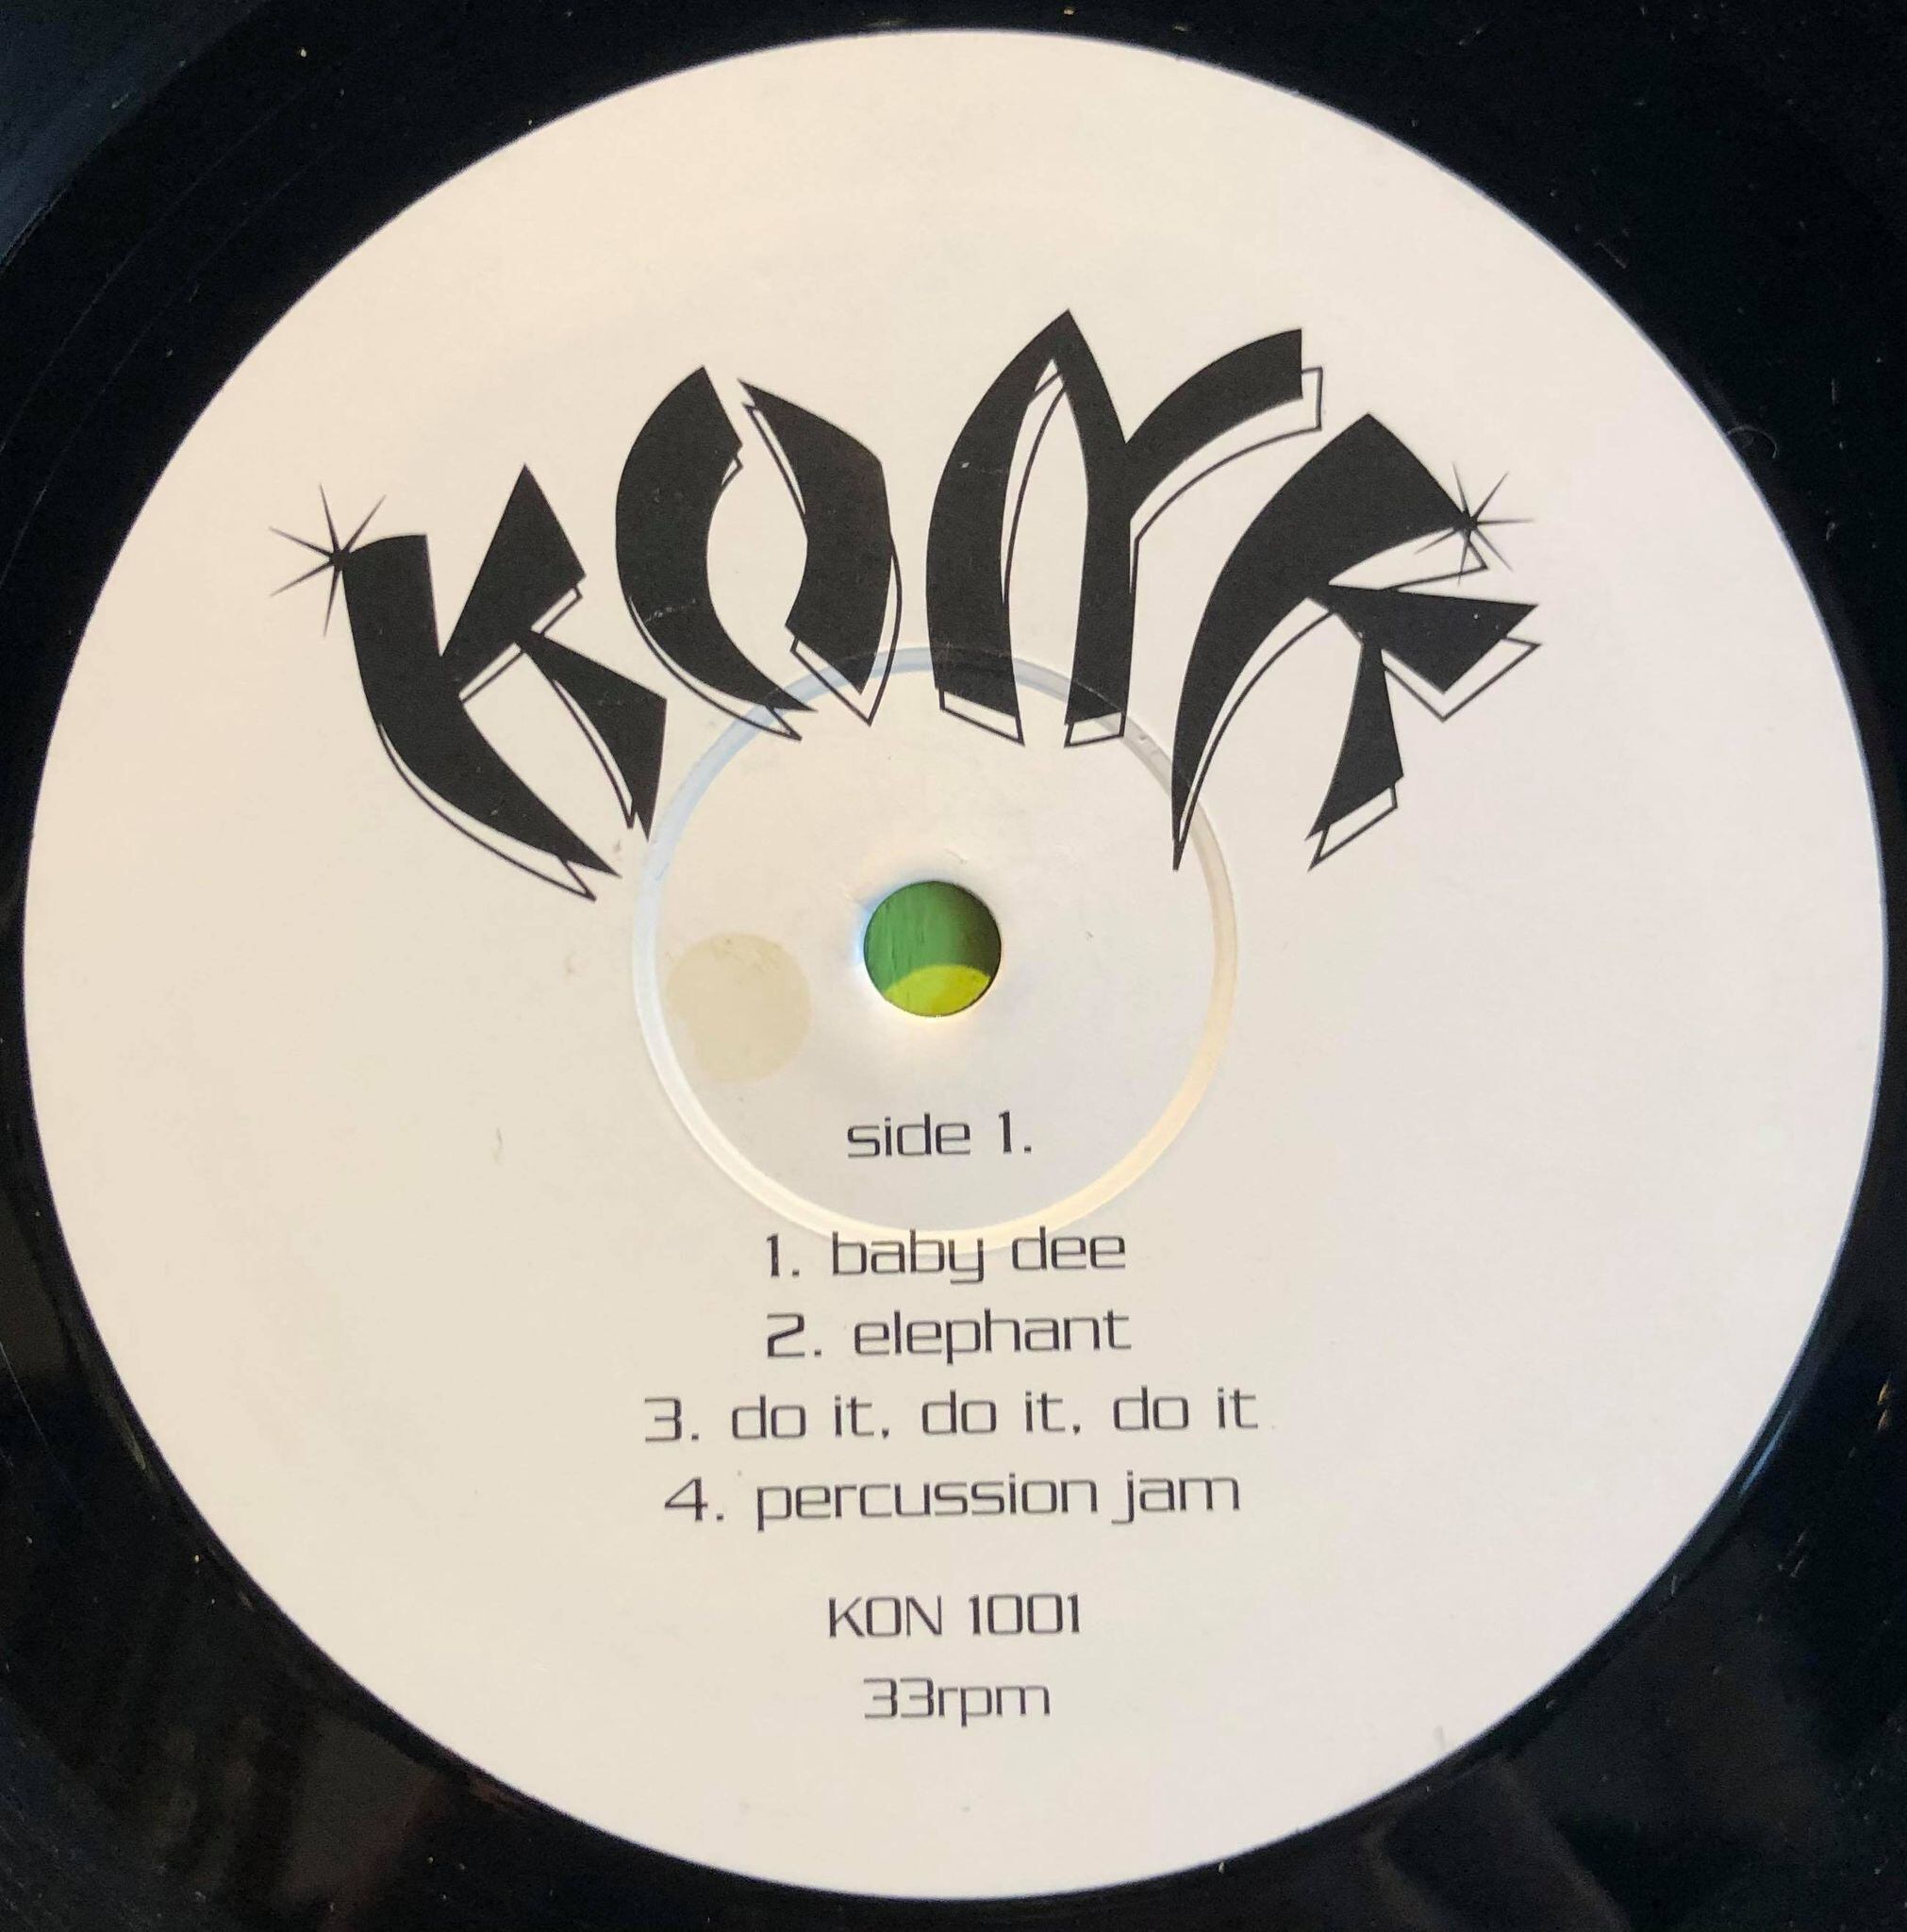 KONK
side 1.
1. baby dee
2. elephant
3. do it, do it, do it
4. percussion jam
KON 1001
33rpm